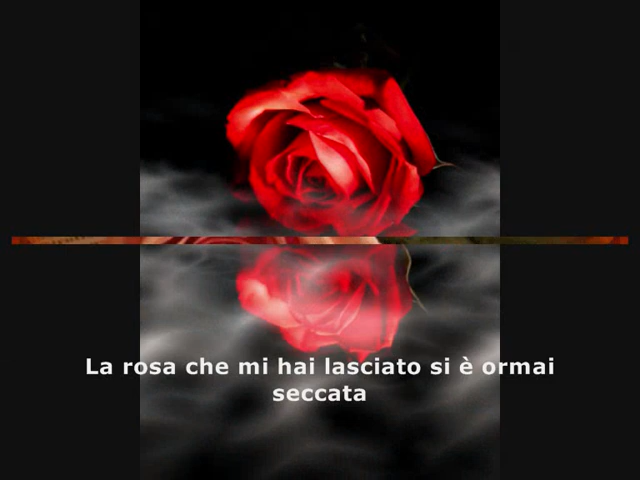 La rosa che mi hai lasciato si è ormai
seccata